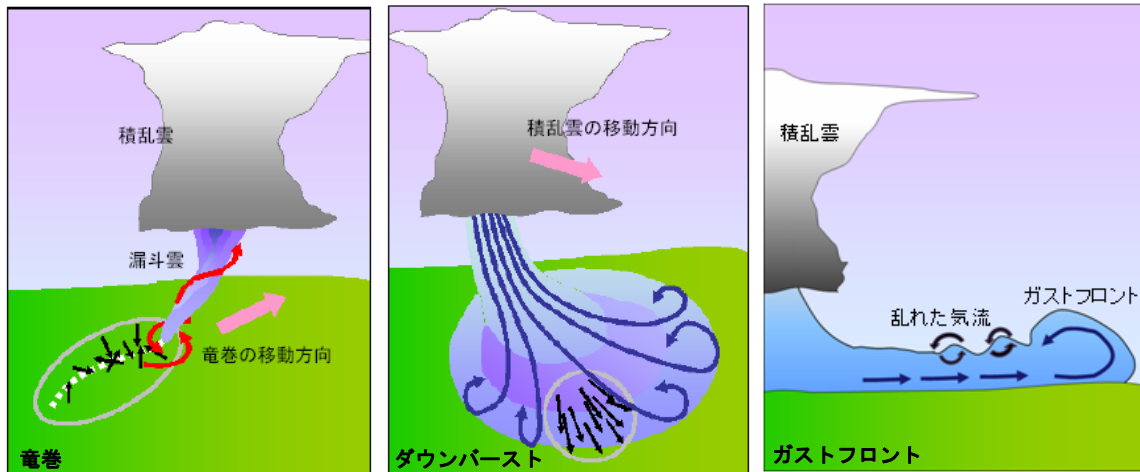 積乱雲
漏斗雲
竜巻の移動方向
竜巻
積乱雲の移動方向
ダウンバースト
積乱雲
ガストフロント
乱れた気流
ガストフロント